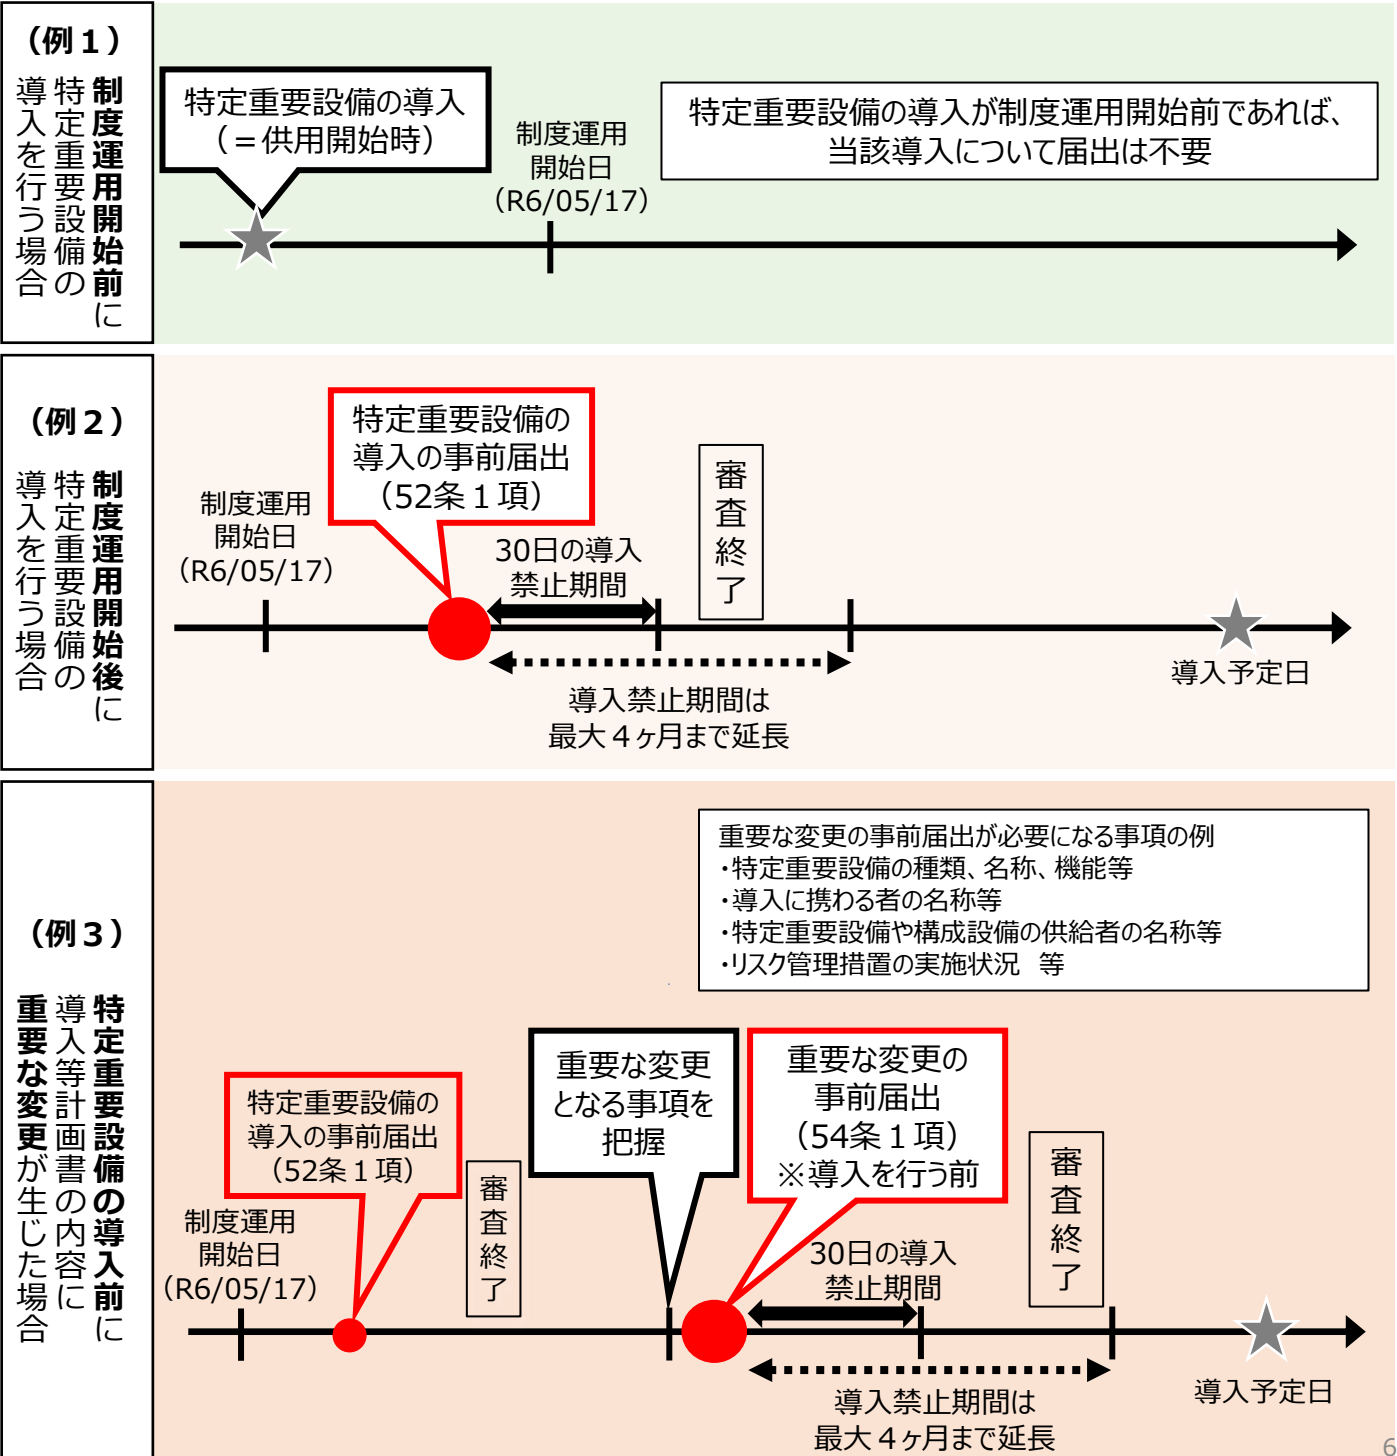 （例１）
制度運用開始前に
特定重要設備の
導入を行う場合
特定重要設備の導入
（＝供用開始時）
制度運用
開始日
（R6/05/17）
特定重要設備の導入が制度運用開始前であれば、
当該導入について届出は不要
（例２）
制度運用開始後に
特定重要設備の
導入を行う場合
制度運用
開始日
（R6/05/17）
特定重要設備の
導入の事前届出
（52条１項）
30日の導入
禁止期間
審査終了
導入禁止期間は
最大４ヶ月まで延長
導入予定日
（例３）
特定重要設備の導入前に
導入等計画書の内容に
重要な変更が生じた場合
重要な変更の事前届出が必要になる事項の例
・特定重要設備の種類、名称、機能等
・導入に携わる者の名称等
・特定重要設備や構成設備の供給者の名称等
・リスク管理措置の実施状況　等
制度運用
開始日
（R6/05/17）
特定重要設備の
導入の事前届出
（52条１項）
審査終了
重要な変更
となる事項を
把握
重要な変更の
事前届出
（54条１項）
※導入を行う前
30日の導入
禁止期間
審査終了
導入禁止期間は
最大４ヶ月まで延長
導入予定日
6